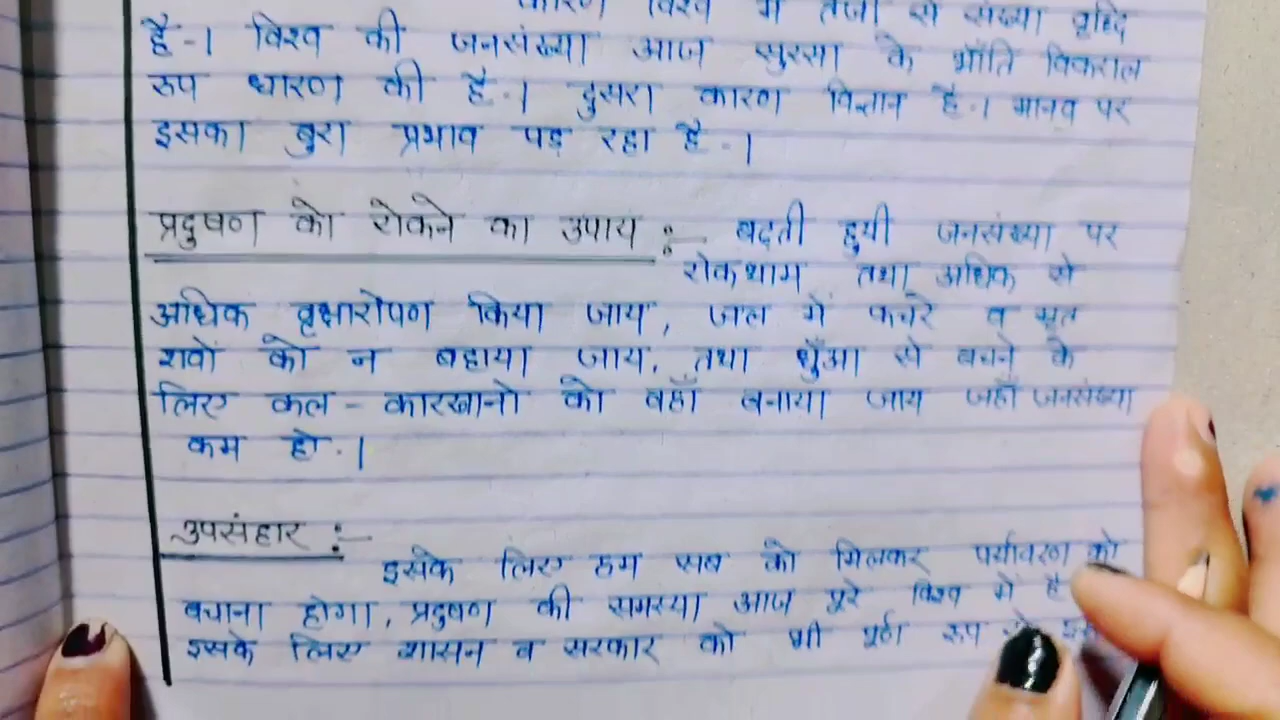 कारण विश्व में तेजी से संख्या वृद्दि
है । विश्व की जनसंख्या आज सुरसा के भाँति विकराल
रुप धारण की है । दुसरा कारण विज्ञान है । मानव पर
इसका बुरा प्रभाव पड़ रहा है ।
प्रदुषण को रोकने का उपाय :— बढ़ती हुयी जनसंख्या पर
रोकथाम तथा अधिक से
अधिक वृक्षारोपण किया जाय, जल में कचरे व मृत
शवों को न बहाया जाय, तथा धुँआ से बचने के
लिए कल - कारखानो को वहाँ बनाया जाय जहाँ जनसंख्या
कम हो ।
उपसंहार :—
इसके लिए हम सब को मिलकर पर्यावरण को
बचाना होगा, प्रदुषण की समस्या आज पूरे विश्व में है
इसके लिए शासन व सरकार को भी पूर्ण रुप से